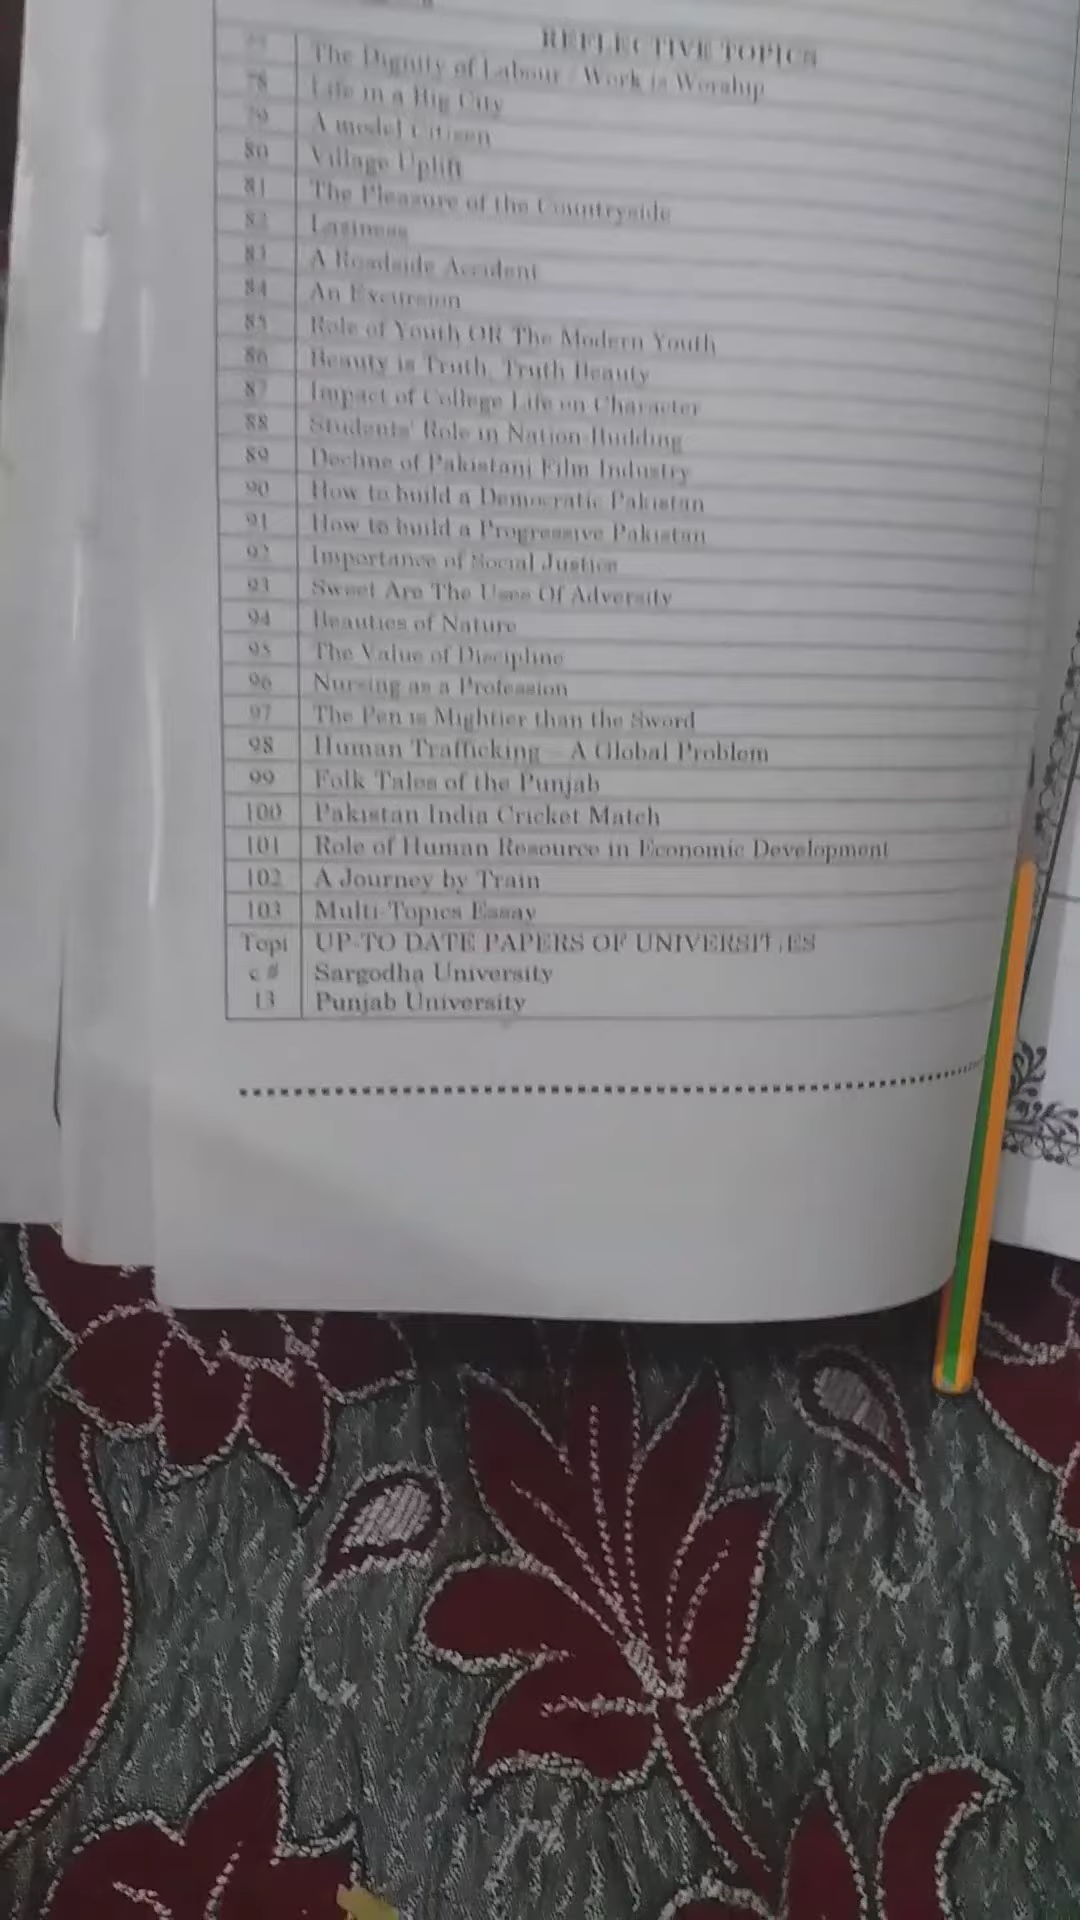 REFLECTIVE TOPICS
77 The Dignity of Labour / Work is Worship
78 Life in a Big City
79 A model Citizen
80 Village Uplift
81 The Pleasure of the Countryside
82 Laziness
83 A Roadside Accident
84 An Excursion
85 Role of Youth OR The Modern Youth
86 Beauty is Truth, Truth Beauty
87 Impact of College Life on Character
88 Students' Role in Nation-Building
89 Decline of Pakistani Film Industry
90 How to build a Democratic Pakistan
91 How to build a Progressive Pakistan
92 Importance of Social Justice
93 Sweet Are The Uses Of Adversity
94 Beauties of Nature
95 The Value of Discipline
96 Nursing as a Profession
97 The Pen is Mightier than the Sword
98 Human Trafficking – A Global Problem
99 Folk Tales of the Punjab
100 Pakistan India Cricket Match
101 Role of Human Resource in Economic Development
102 A Journey by Train
103 Multi-Topics Essay
Topi UP-TO DATE PAPERS OF UNIVERSITIES
c # Sargodha University
13 Punjab University